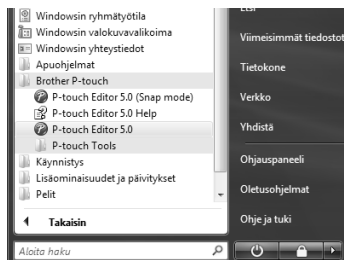 Windowsin ryhmätyötila
Windowsin valokuvavalikoima
Windowsin yhteystiedot
Apuohjelmat
Brother P-touch
P-touch Editor 5.0 (Snap mode)
P-touch Editor 5.0 Help
P-touch Editor 5.0
P-touch Tools
Käynnistys
Lisäominaisuudet ja päivitykset
Pelit
Takaisin
Aloita haku
Etsi
Viimeisimmät tiedostot
Tietokone
Verkko
Yhdistä
Ohjauspaneeli
Oletusohjelmat
Ohje ja tuki